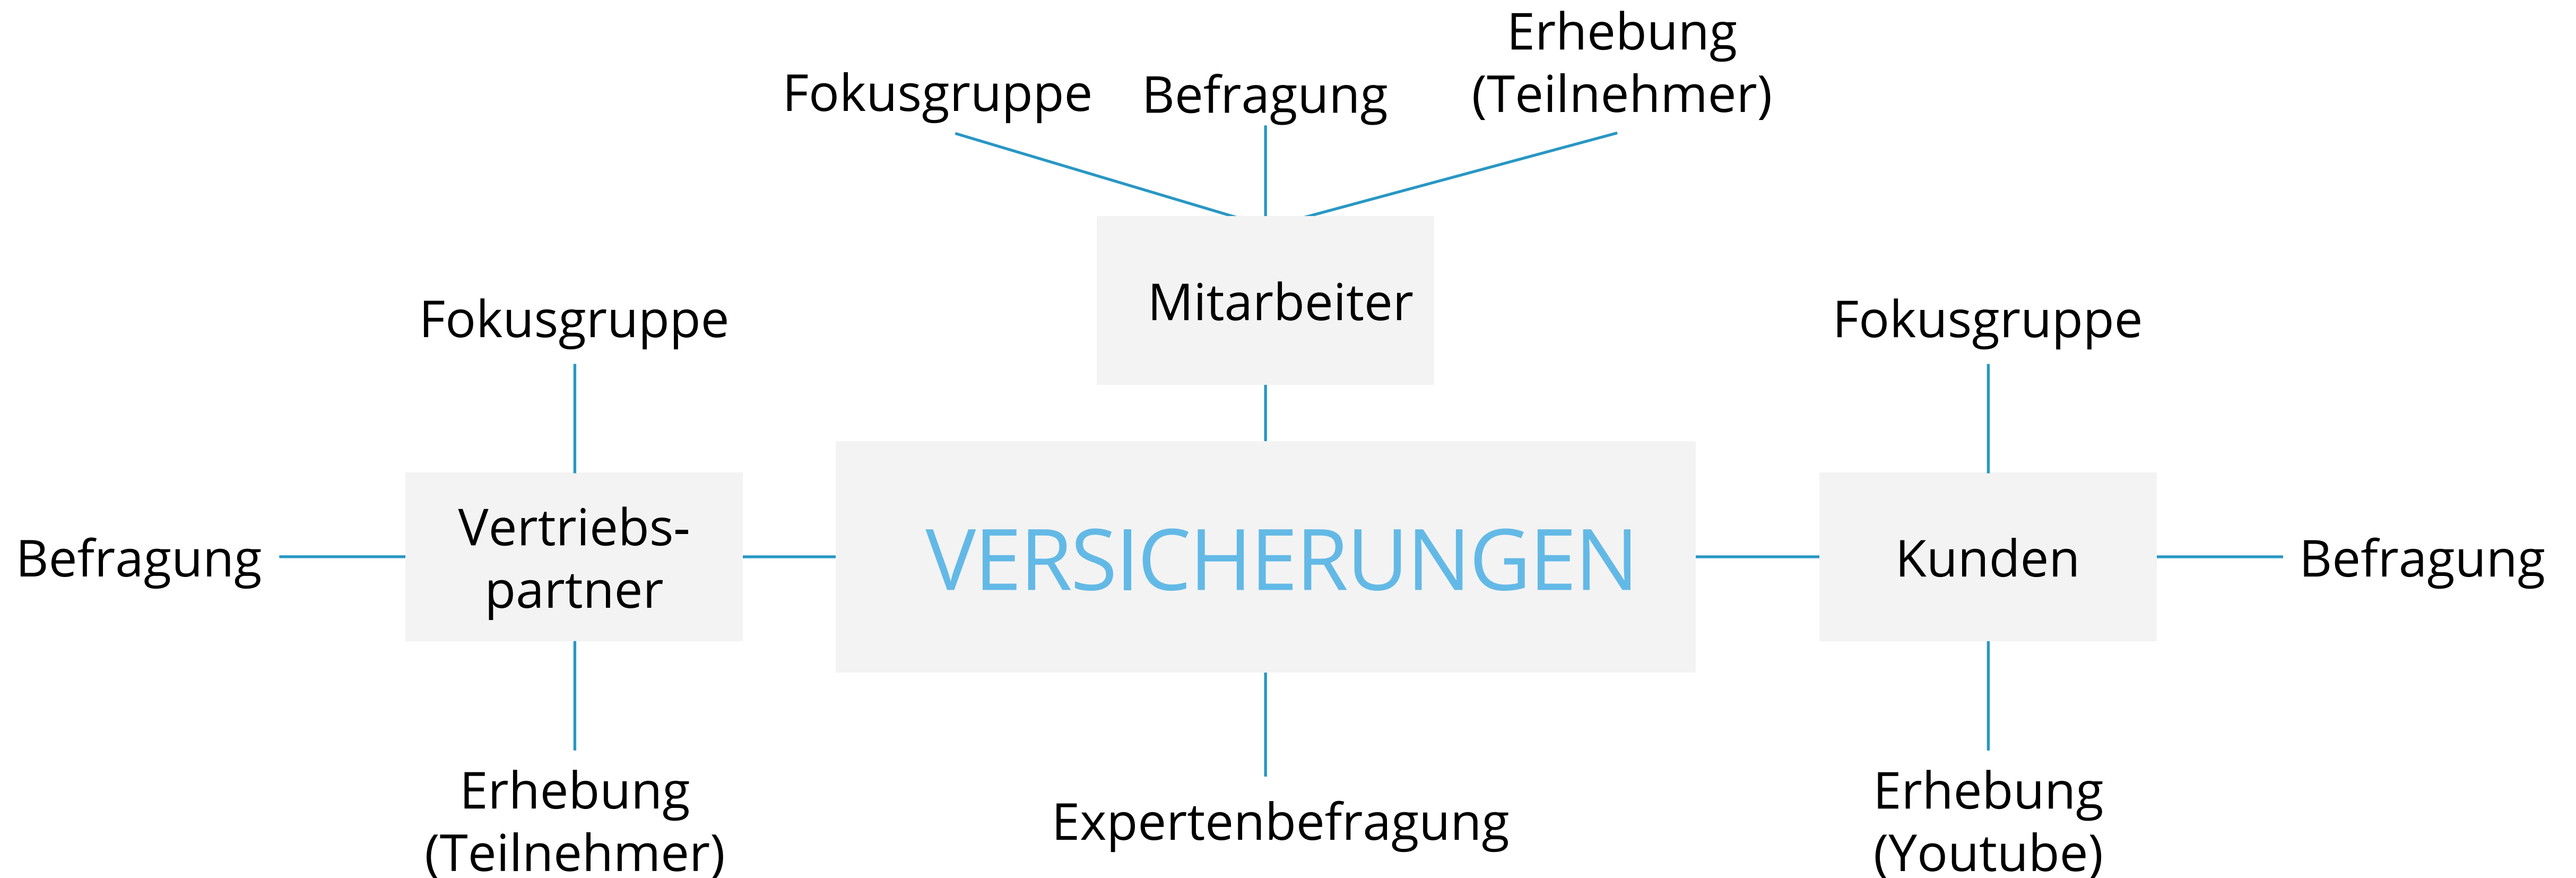 Erhebung
(Teilnehmer)
Fokusgruppe
Befragung
Mitarbeiter
Fokusgruppe
Fokusgruppe
Befragung
Vertriebs-
partner
VERSICHERUNGEN
Kunden
Befragung
Erhebung
(Teilnehmer)
Expertenbefragung
Erhebung
(Youtube)